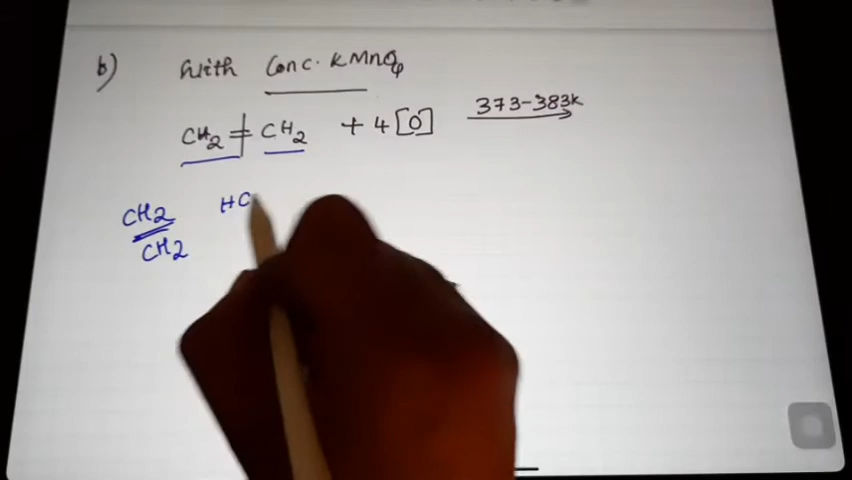 b) with Conc. KMnO4
CH2 = CH2 + 4 [O] 373-383k
CH2 HC
CH2